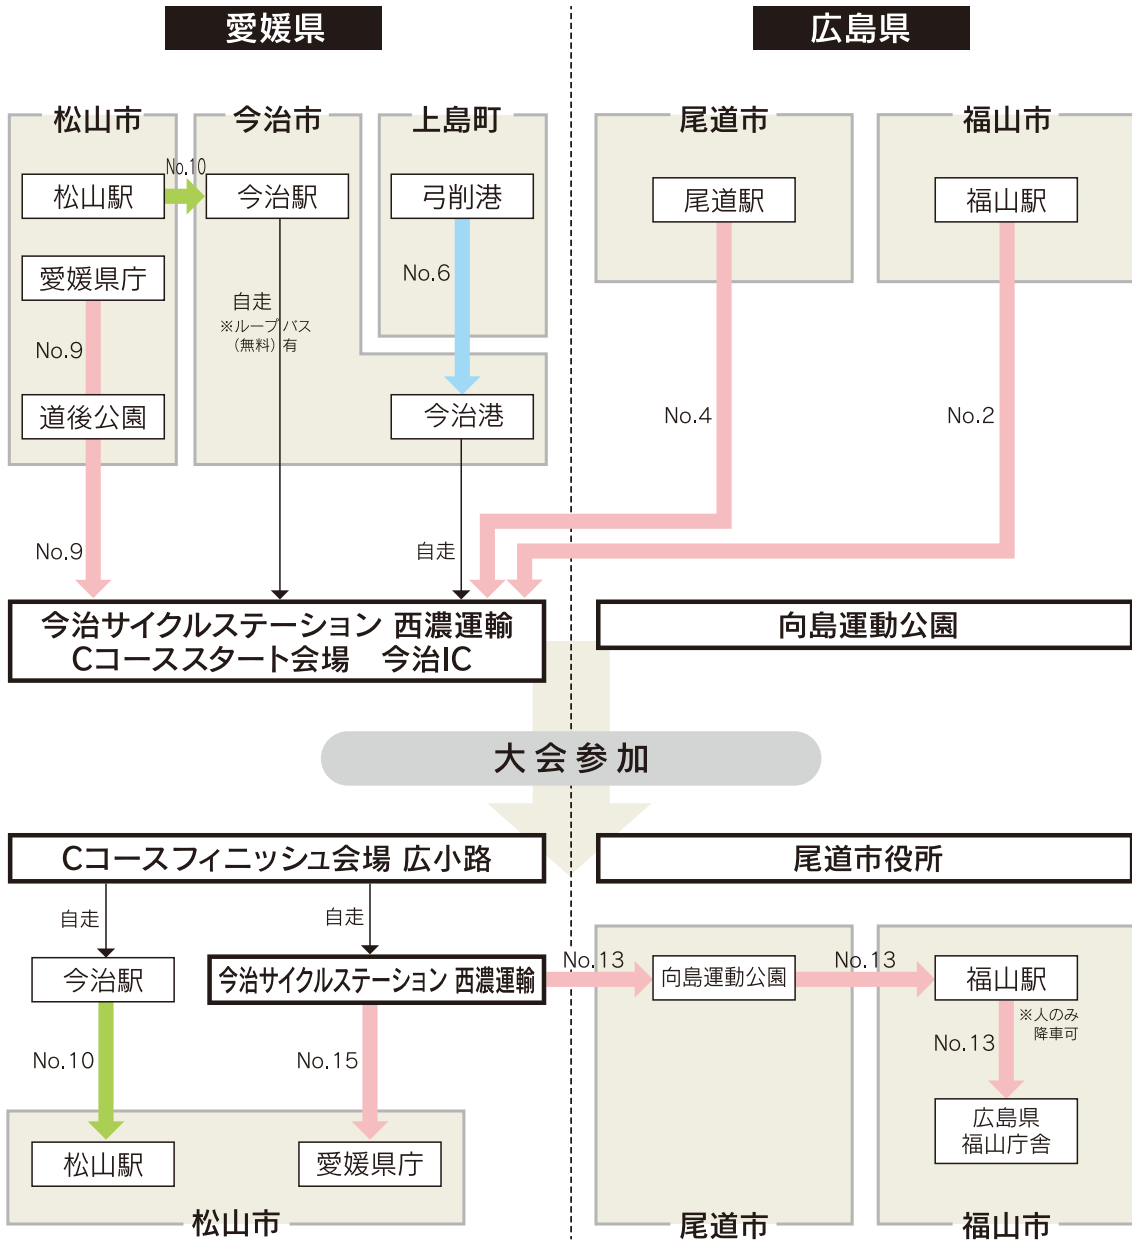 愛媛県
広島県
松山市
今治市
上島町
尾道市
福山市
松山駅
No.10
今治駅
弓削港
尾道駅
福山駅
愛媛県庁
No.6
自走
※ループバス
（無料）有
No.9
道後公園
今治港
No.4
No.2
No.9
自走
今治サイクルステーション 西濃運輸
Cコーススタート会場　今治IC
向島運動公園
大会参加
Cコースフィニッシュ会場 広小路
尾道市役所
自走
自走
今治駅
今治サイクルステーション 西濃運輸
No.13
向島運動公園
No.13
福山駅
※人のみ
降車可
No.10
No.15
No.13
広島県
福山庁舎
松山駅
愛媛県庁
松山市
尾道市
福山市